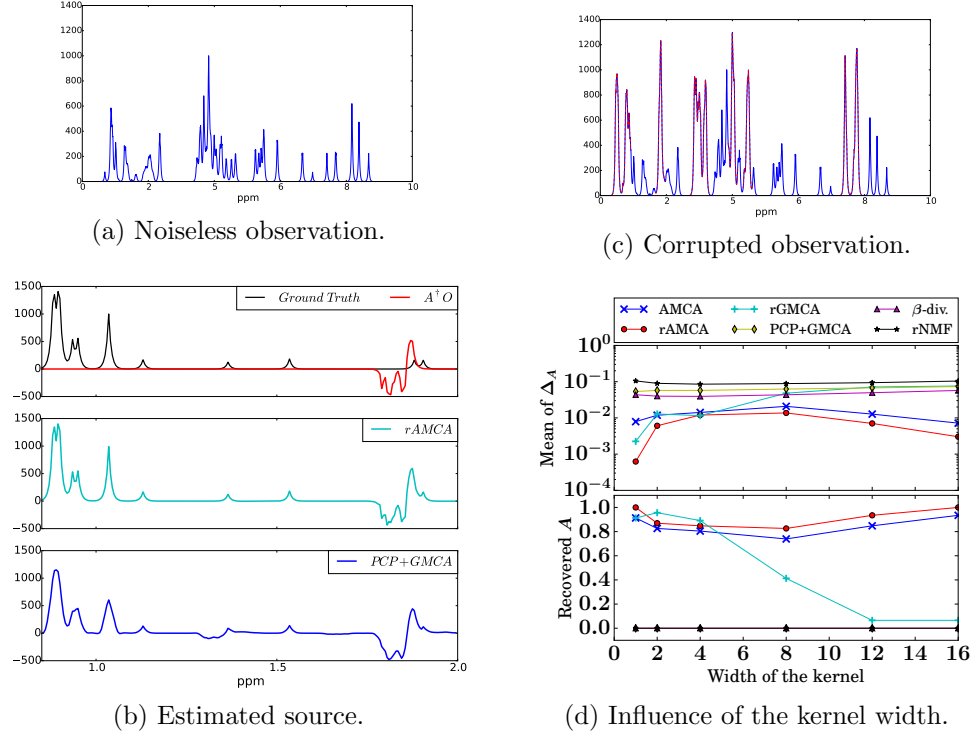 1400
1200
1000
800
600
400
200
0
0 2 5 4 6 8 10
ppm
(a) Noiseless observation.
1400
1200
1000
800
600
400
200
0
0 2 5 4 6 8 10
ppm
(c) Corrupted observation.
1500
1000
500
0
−500
Ground Truth A†O
1500
1000
500
0
−500
rAMCA
1500
1000
500
0
−500
PCP+GMCA
1.0 1.5 2.0
ppm
(b) Estimated source.
AMCA rGMCA β-div.
rAMCA PCP+GMCA rNMF
10^0
10^−1
10^−2
10^−3
10^−4
Mean of Δ_A
1.0
0.8
0.6
0.4
0.2
0.0
Recovered A
0 2 4 6 8 10 12 14 16
Width of the kernel
(d) Influence of the kernel width.